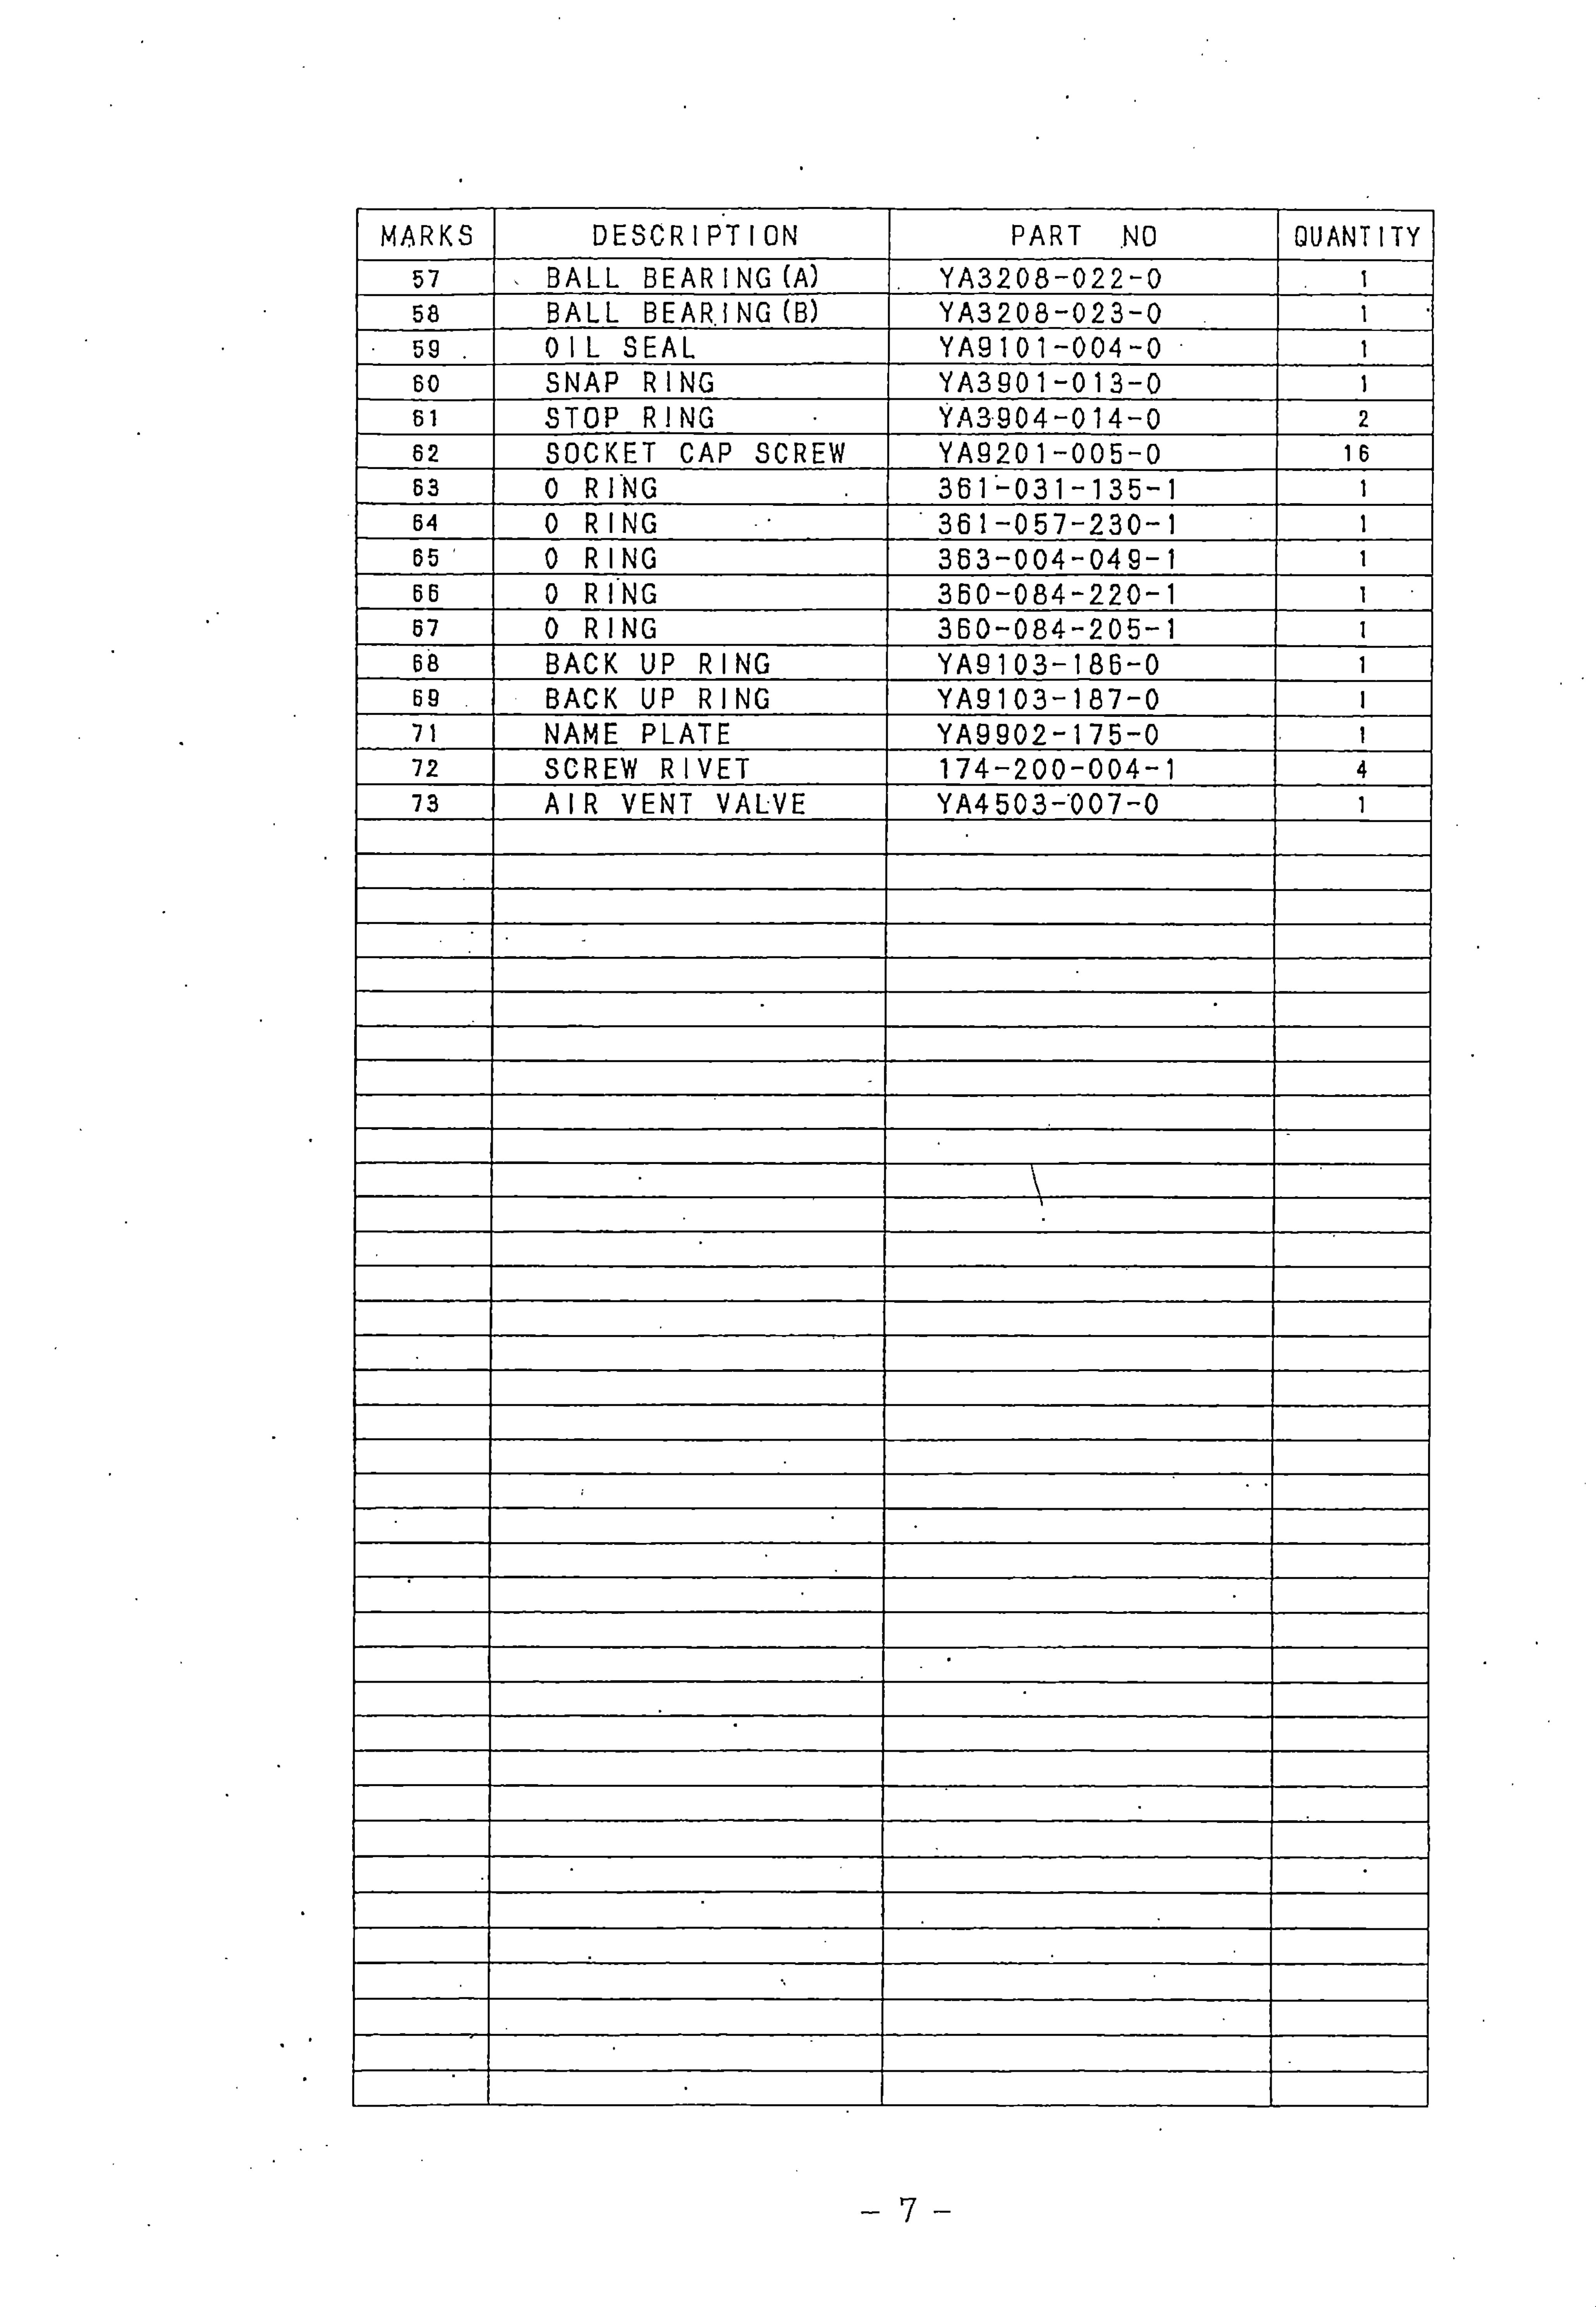 MARKS DESCRIPTION PART NO QUANTITY
57 BALL BEARING(A) YA3208-022-0 1
58 BALL BEARING(B) YA3208-023-0 1
59 OIL SEAL YA9101-004-0 1
60 SNAP RING YA3901-013-0 1
61 STOP RING YA3904-014-0 2
62 SOCKET CAP SCREW YA9201-005-0 16
63 O RING 361-031-135-1 1
64 O RING 361-057-230-1 1
65 O RING 363-004-049-1 1
66 O RING 360-084-220-1 1
67 O RING 360-084-205-1 1
68 BACK UP RING YA9103-186-0 1
69 BACK UP RING YA9103-187-0 1
71 NAME PLATE YA9902-175-0 1
72 SCREW RIVET 174-200-004-1 4
73 AIR VENT VALVE YA4503-007-0 1
- 7 -